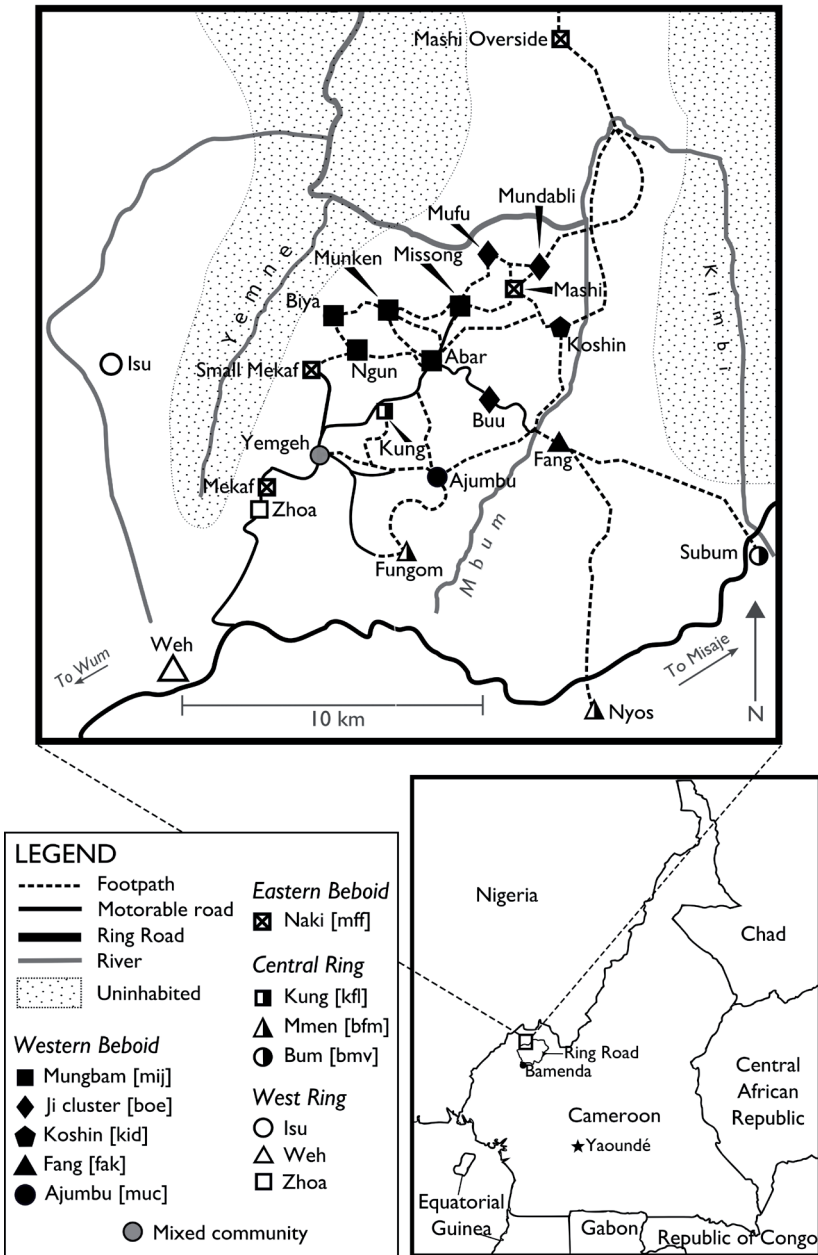 Mashi Overside
Mundabli
Mufu
Missong
Munken
Mashi
Biya
Yemne
Kimbi
Koshin
Isu
Small Mekaf
Ngun
Abar
Buu
Yemgeh
Kung
Fang
Mekaf
Ajumbu
Zhoa
Mbum
Subum
Fungom
Weh
To Wum
To Misaje
10 km
Nyos
N
LEGEND
Footpath
Motorable road
Ring Road
River
Uninhabited
Western Beboid
Mungbam [mij]
Ji cluster [boe]
Koshin [kid]
Fang [fak]
Ajumbu [muc]
Eastern Beboid
Naki [mff]
Central Ring
Kung [kfl]
Mmen [bfm]
Bum [bmv]
West Ring
Isu
Weh
Zhoa
Mixed community
Nigeria
Chad
Ring Road
Bamenda
Central
African
Republic
Cameroon
Yaoundé
Equatorial
Guinea
Gabon
Republic of Congo